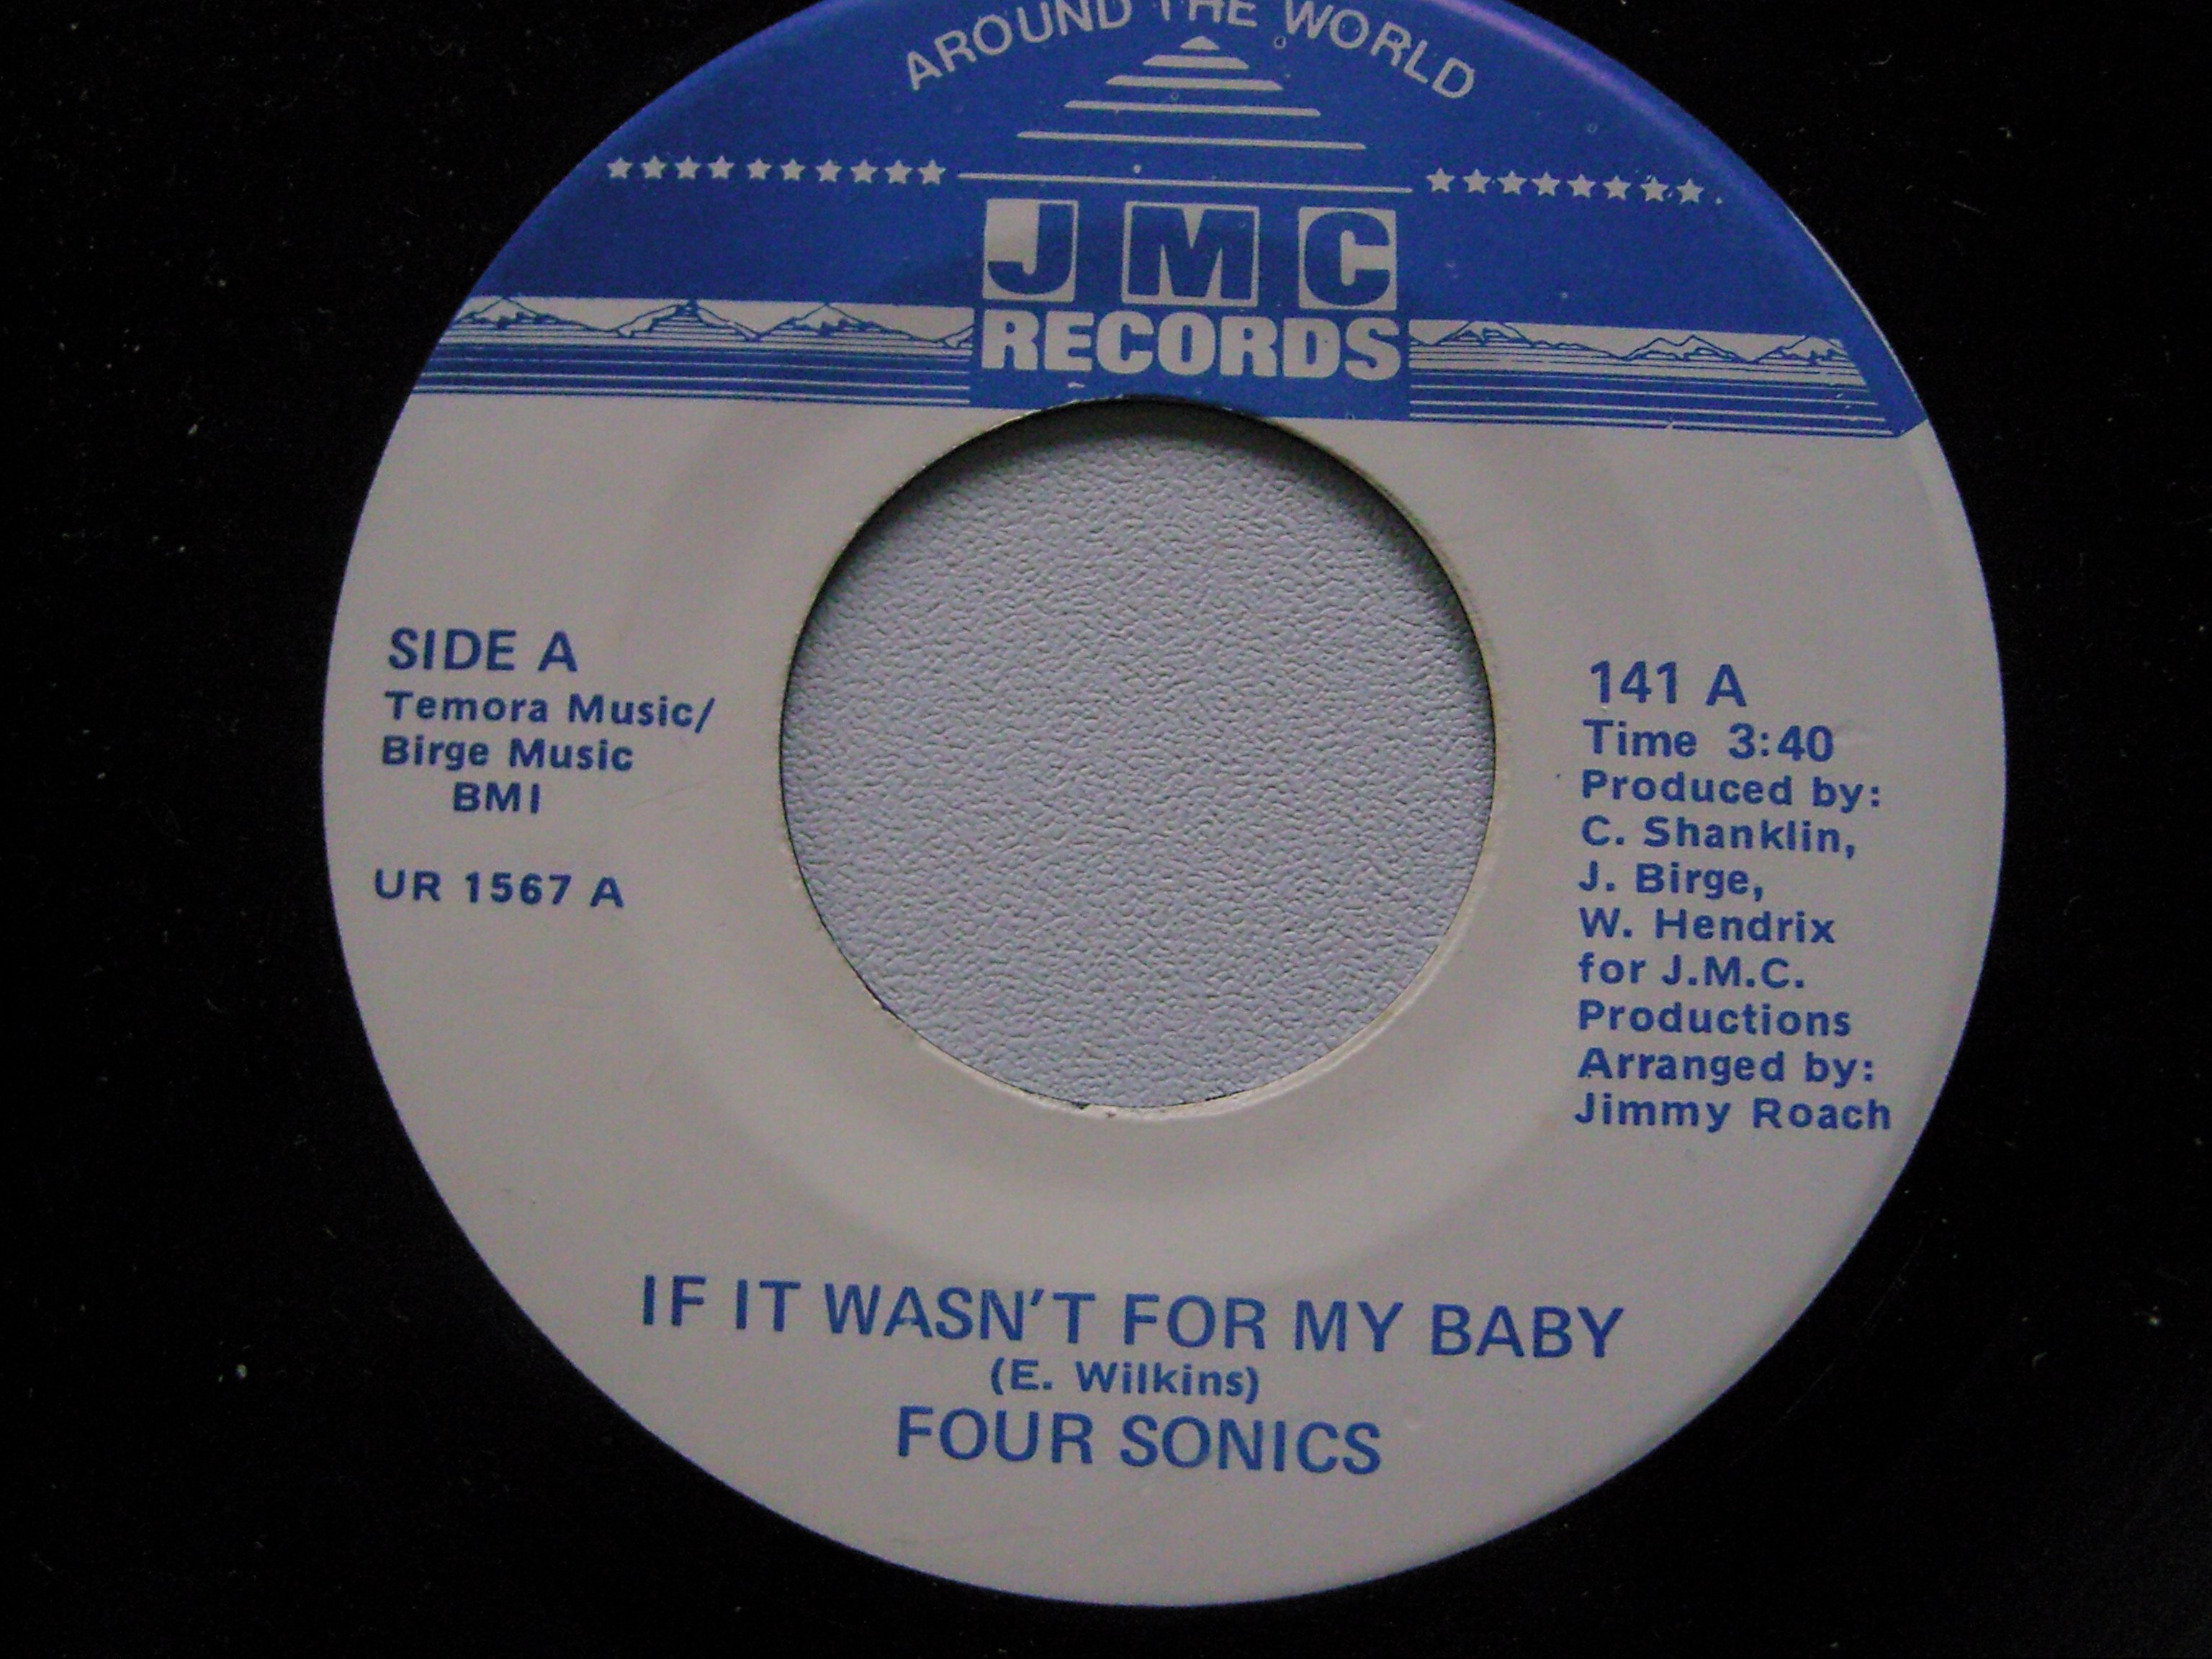 AROUND THE WORLD
J M C
RECORDS
SIDE A
Temora Music/
Birge Music
BMI
UR 1567 A
141 A
Time 3:40
Produced by:
C. Shanklin,
J. Birge,
W. Hendrix
for J.M.C.
Productions
Arranged by:
Jimmy Roach
IF IT WASN'T FOR MY BABY
(E. Wilkins)
FOUR SONICS